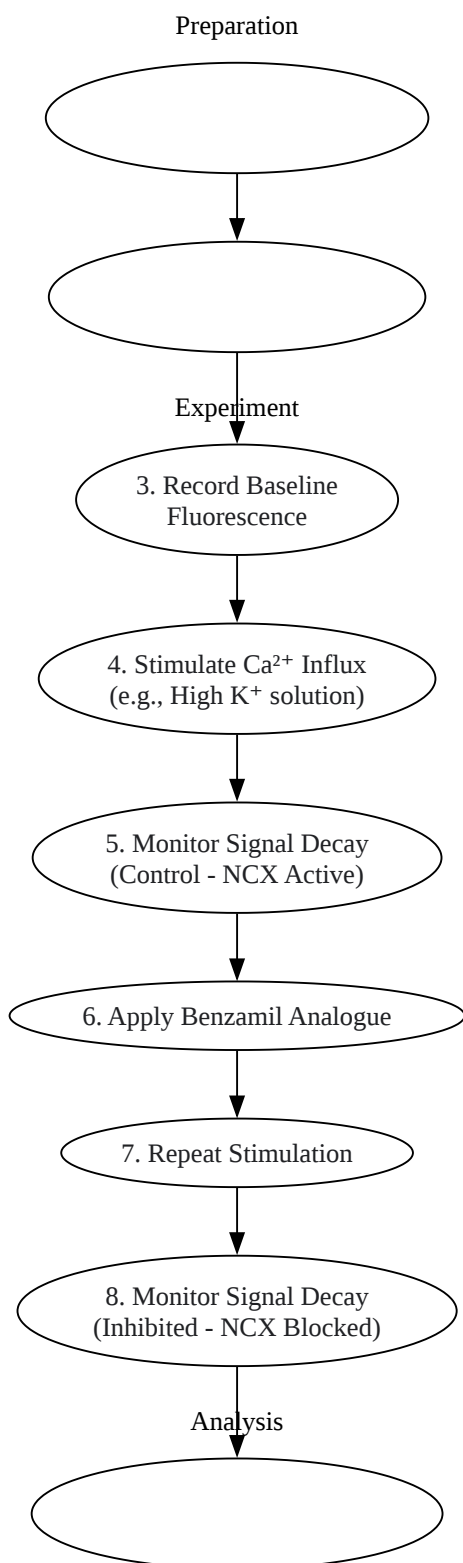 Preparation
Experiment
3. Record Baseline
Fluorescence
4. Stimulate Ca²⁺ Influx
(e.g., High K⁺ solution)
5. Monitor Signal Decay
(Control - NCX Active)
6. Apply Benzamil Analogue
7. Repeat Stimulation
8. Monitor Signal Decay
(Inhibited - NCX Blocked)
Analysis